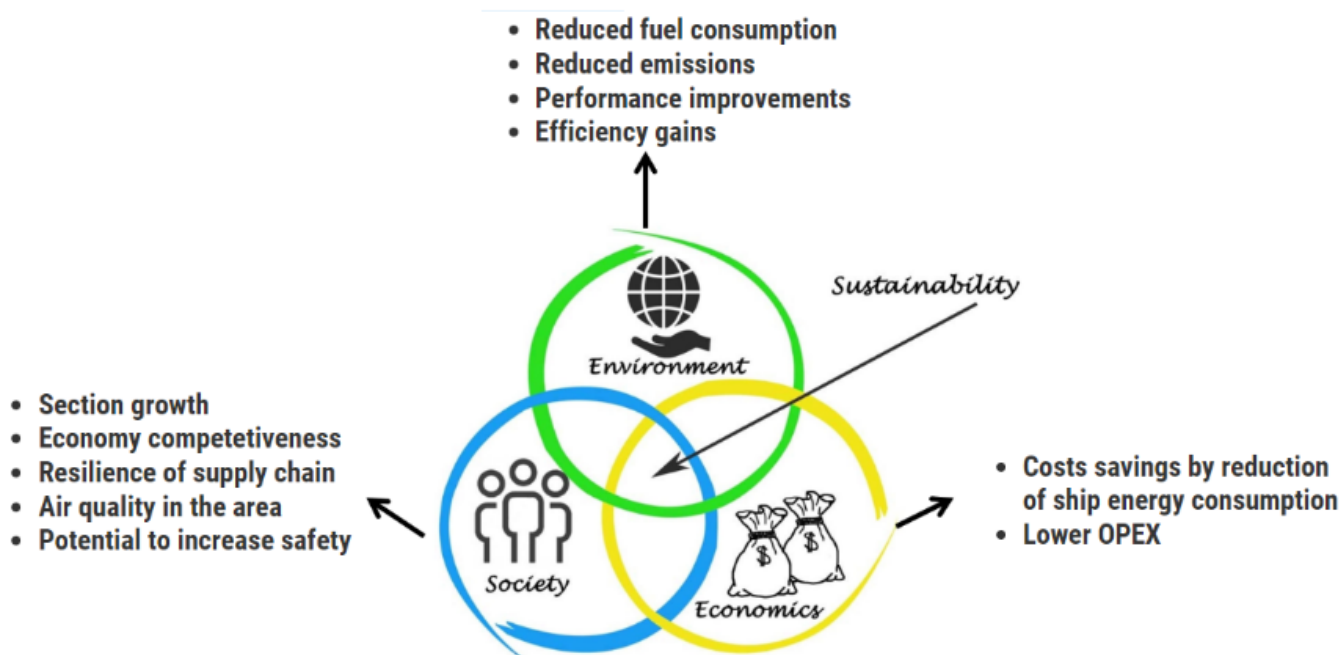 • Reduced fuel consumption
• Reduced emissions
• Performance improvements
• Efficiency gains
Sustainability
Environment
• Section growth
• Economy competetiveness
• Resilience of supply chain
• Air quality in the area
• Potential to increase safety
• Costs savings by reduction
of ship energy consumption
• Lower OPEX
$ $
Society
Economics